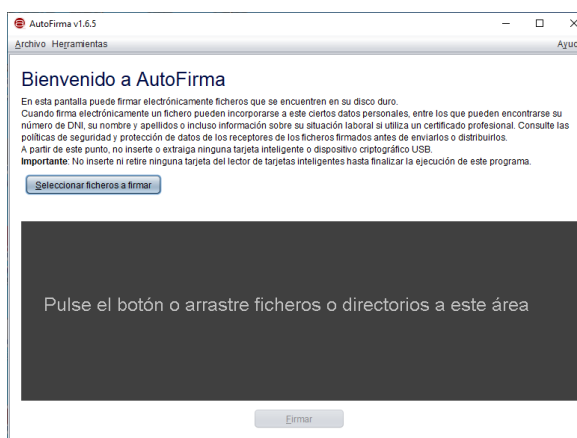 AutoFirma v1.6.5
Archivo Herramientas Ayuc
Bienvenido a AutoFirma
En esta pantalla puede firmar electrónicamente ficheros que se encuentren en su disco duro.
Cuando firma electrónicamente un fichero pueden incorporarse a este ciertos datos personales, entre los que pueden encontrarse su
número de DNI, su nombre y apellidos o incluso información sobre su situación laboral si utiliza un certificado profesional. Consulte las
políticas de seguridad y protección de datos de los receptores de los ficheros firmados antes de enviarlos o distribuirlos.
A partir de este punto, no inserte o extraiga ninguna tarjeta inteligente o dispositivo criptográfico USB.
Importante: No inserte ni retire ninguna tarjeta del lector de tarjetas inteligentes hasta finalizar la ejecución de este programa.
Seleccionar ficheros a firmar
Pulse el botón o arrastre ficheros o directorios a este área
Firmar